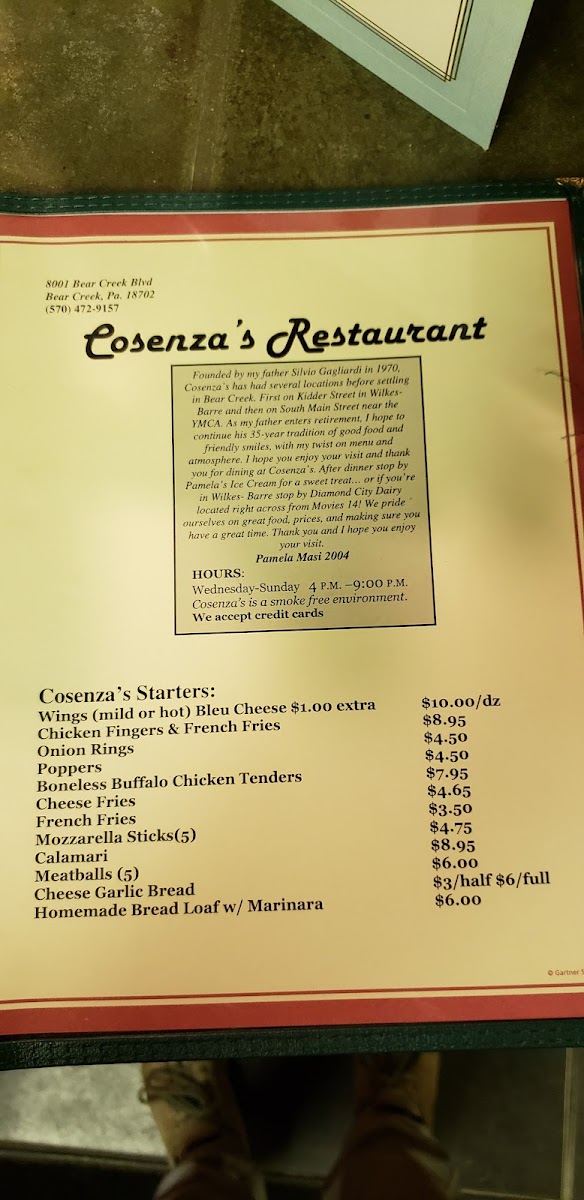 8001 Bear Creek Blvd
Bear Creek, Pa. 18702
(570) 472-9157
Cosenza's Restaurant
Founded by my father Silvio Gagliardi in 1970,
Cosenza's has had several locations before settling
in Bear Creek. First on Kidder Street in Wilkes-
Barre and then on South Main Street near the
YMCA. As my father enters retirement, I hope to
continue his 35-year tradition of good food and
friendly smiles, with my twist on menu and
atmosphere. I hope you enjoy your visit and thank
you for dining at Cosenza's. After dinner stop by
Pamela's Ice Cream for a sweet treat... or if you're
in Wilkes- Barre stop by Diamond City Dairy
located right across from Movies 14! We pride
ourselves on great food, prices, and making sure you
have a great time. Thank you and I hope you enjoy
your visit.
Pamela Masi 2004
HOURS:
Wednesday-Sunday 4 P.M. –9:00 P.M.
Cosenza's is a smoke free environment.
We accept credit cards
Cosenza's Starters:
Wings (mild or hot) Bleu Cheese $1.00 extra $10.00/dz
Chicken Fingers & French Fries $8.95
Onion Rings $4.50
Poppers $4.50
Boneless Buffalo Chicken Tenders $7.95
Cheese Fries $4.65
French Fries $3.50
Mozzarella Sticks(5) $4.75
Calamari $8.95
Meatballs (5) $6.00
Cheese Garlic Bread $3/half $6/full
Homemade Bread Loaf w/ Marinara $6.00
© Gartner